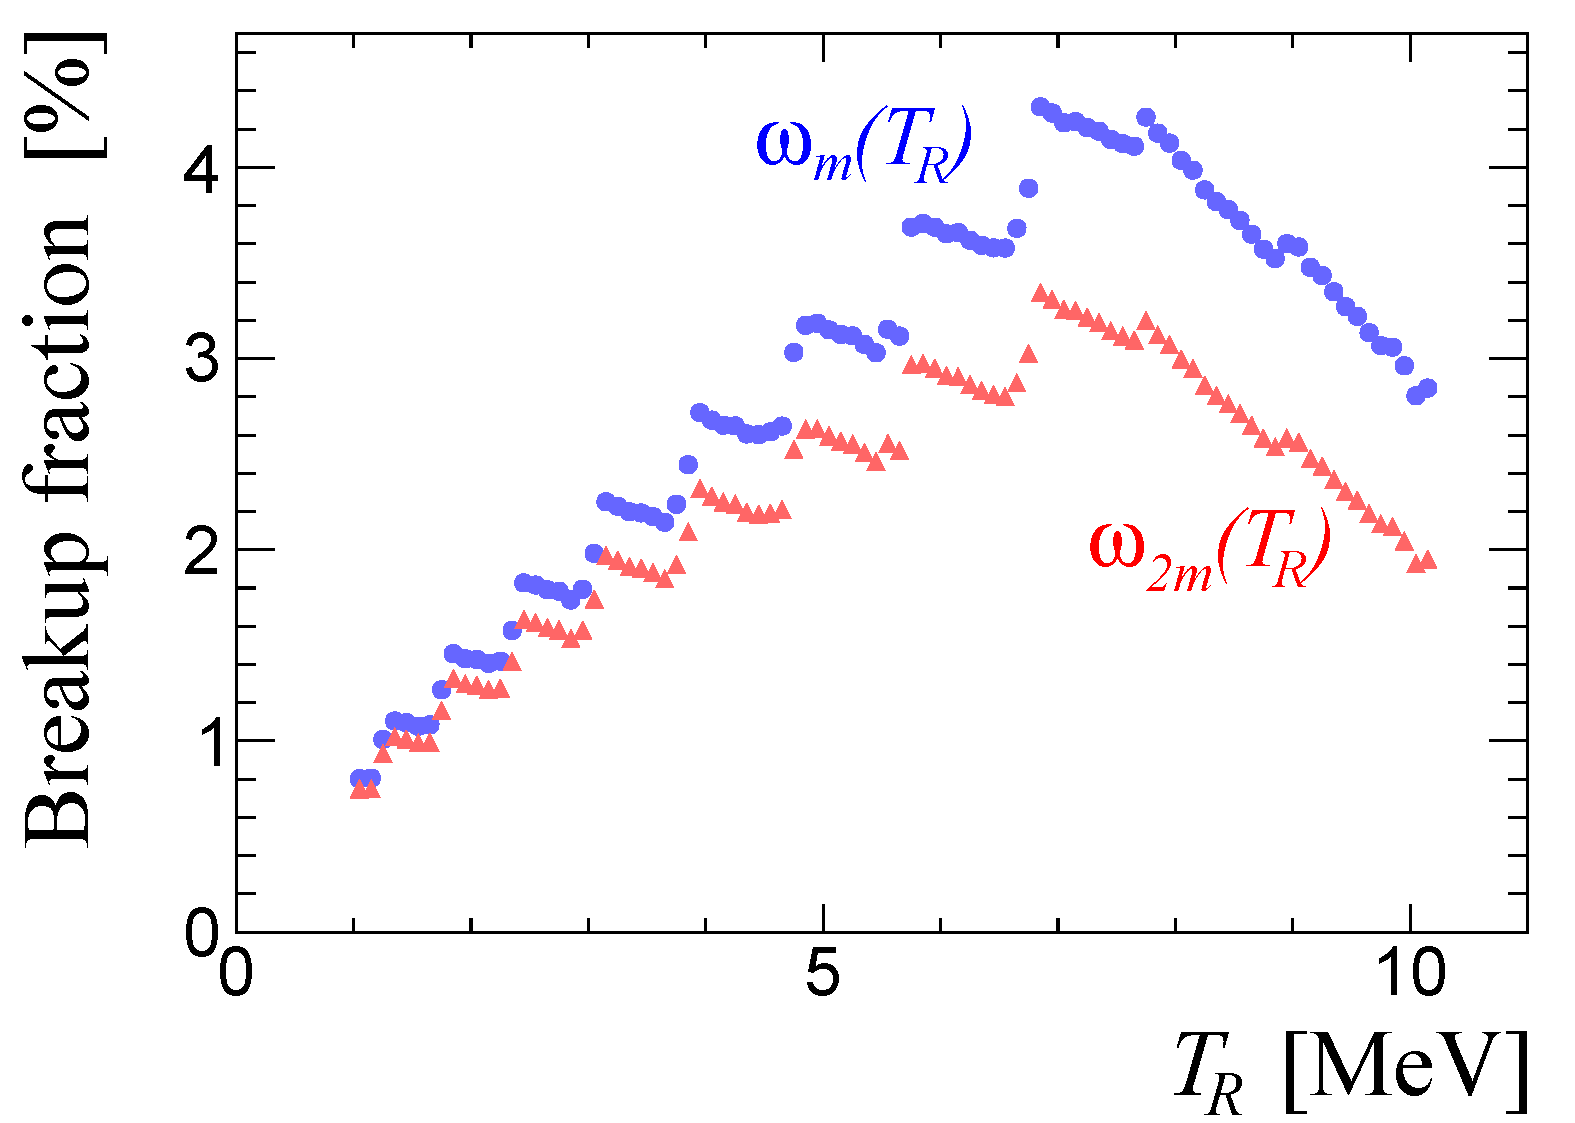 Breakup fraction [%]
4
3
2
1
0
ωm(TR)
ω2m(TR)
0 5 10
TR [MeV]